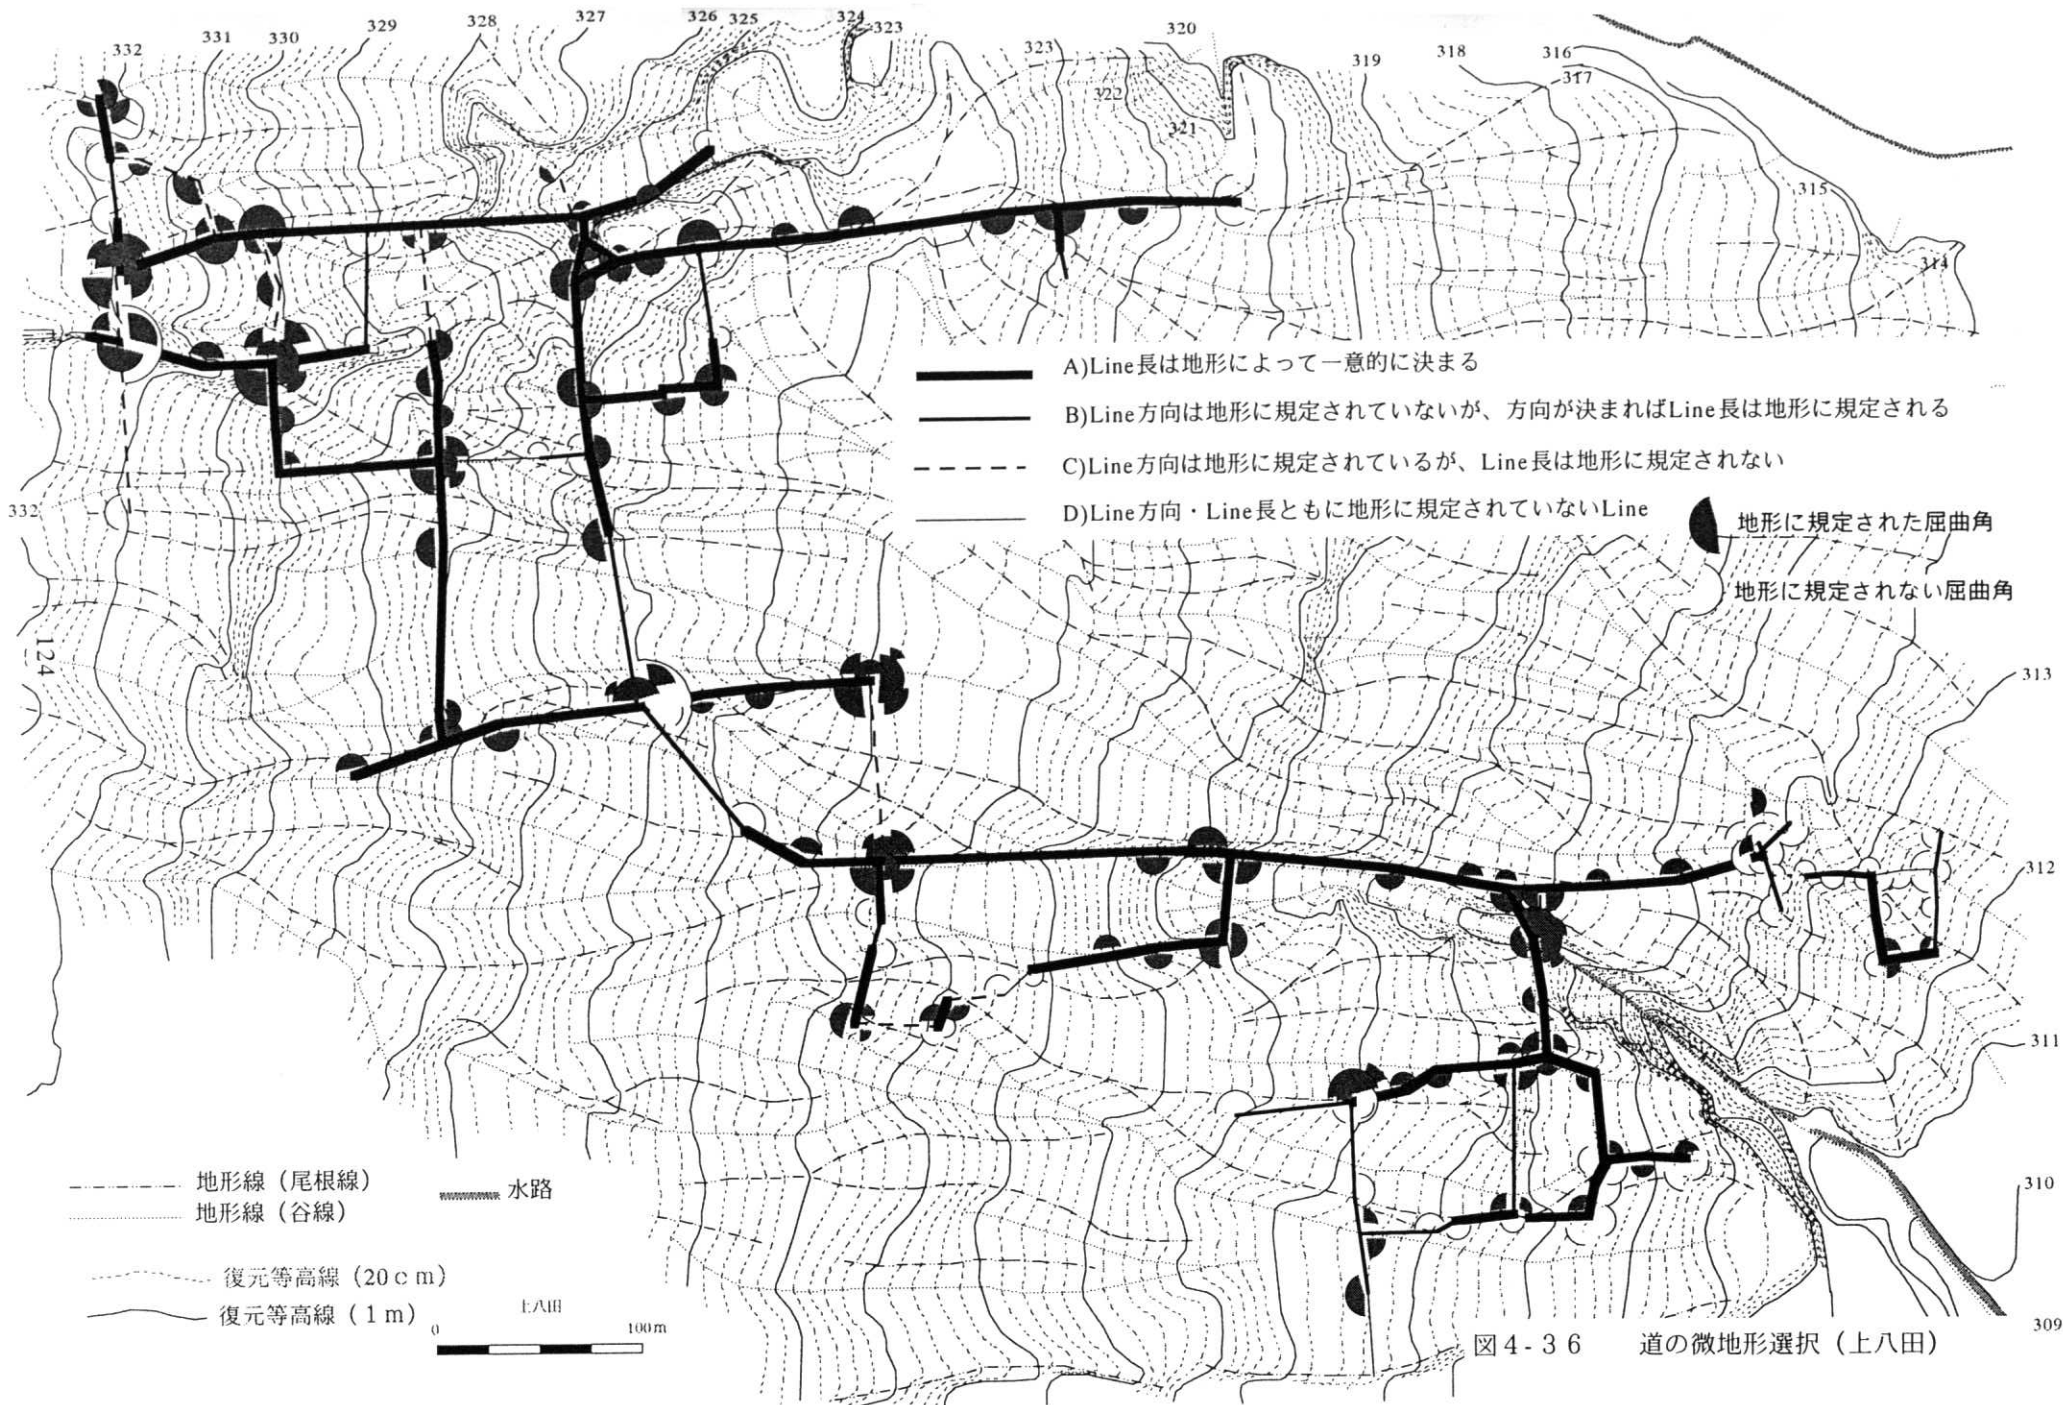 332
331
330
329
328
327
326
325
324
323
323
320
322
321
319
318
316
317
315
314
A)Line長は地形によって一意的に決まる
B)Line方向は地形に規定されていないが、方向が決まればLine長は地形に規定される
C)Line方向は地形に規定されているが、Line長は地形に規定されない
D)Line方向・Line長ともに地形に規定されていないLine
地形に規定された屈曲角
地形に規定されない屈曲角
332
124
313
312
311
310
309
地形線（尾根線）
地形線（谷線）
水路
復元等高線（20ｃｍ）
復元等高線（１ｍ）
上八田
0
100m
図４-３６ 道の微地形選択（上八田）